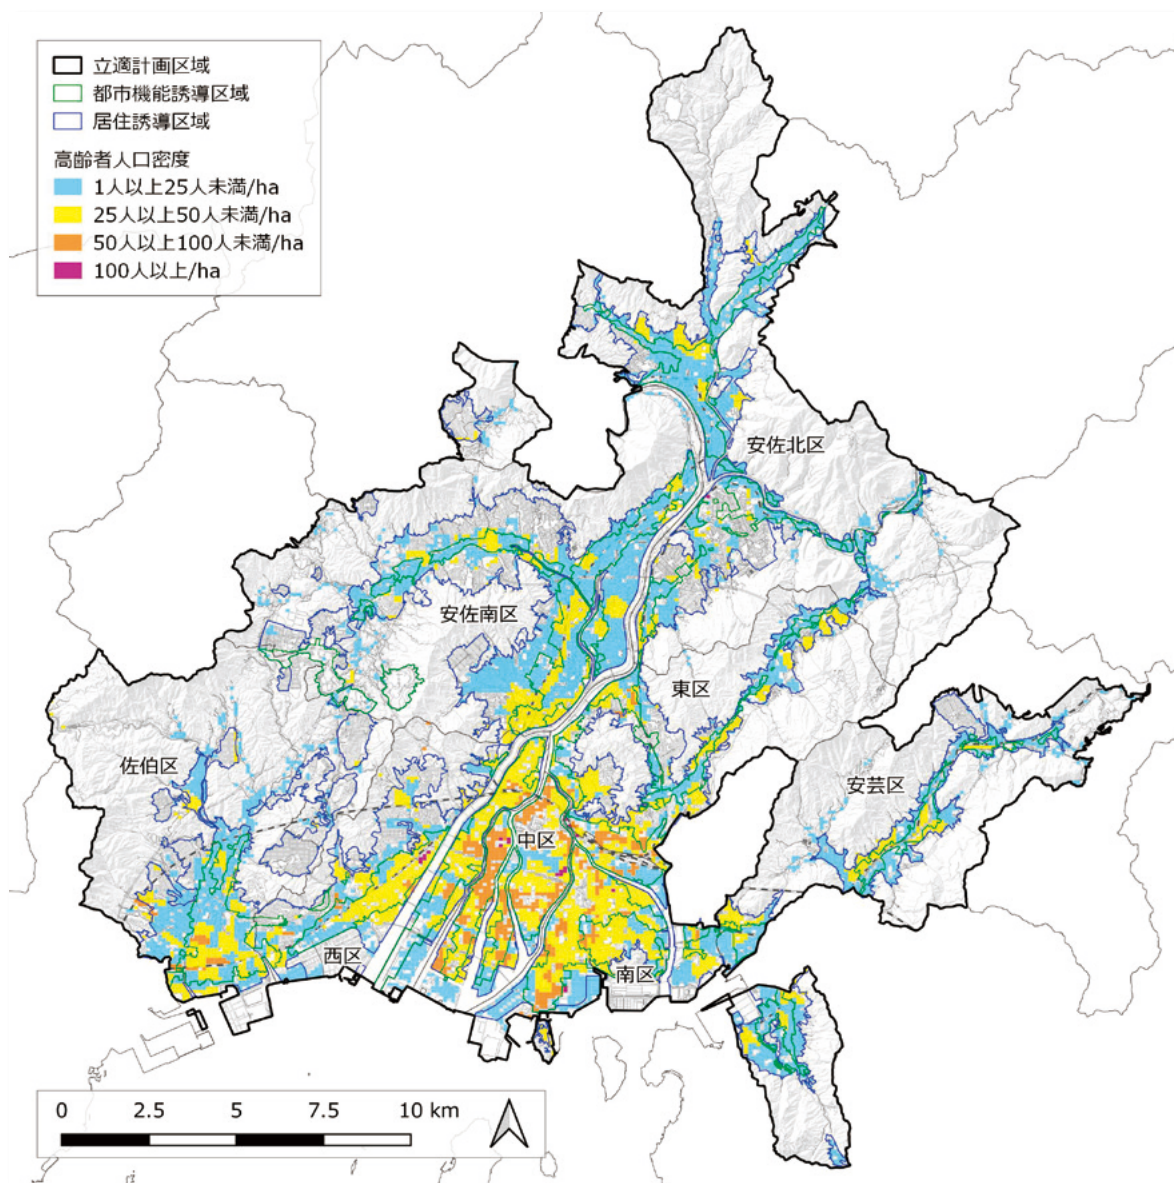 立適計画区域
都市機能誘導区域
居住誘導区域
高齢者人口密度
1人以上25人未満/ha
25人以上50人未満/ha
50人以上100人未満/ha
100人以上/ha
安佐北区
安佐南区
東区
佐伯区
安芸区
中区
西区
南区
0 2.5 5 7.5 10 km